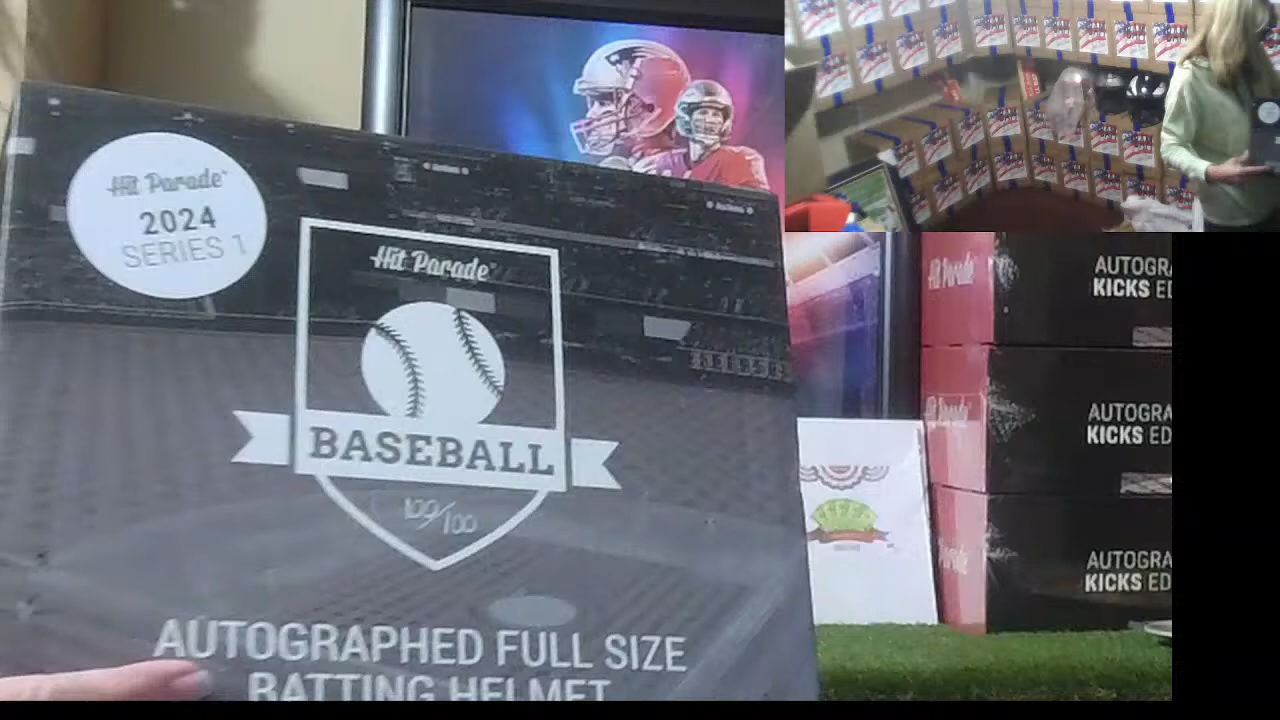 Hit Parade
2024
SERIES 1
Hit Parade
BASEBALL
100/100
AUTOGRAPHED FULL SIZE
BATTING HELMET
Hit Parade
AUTOGRA
KICKS ED
Hit Parade
AUTOGRA
KICKS ED
Parade
AUTOGRA
KICKS ED